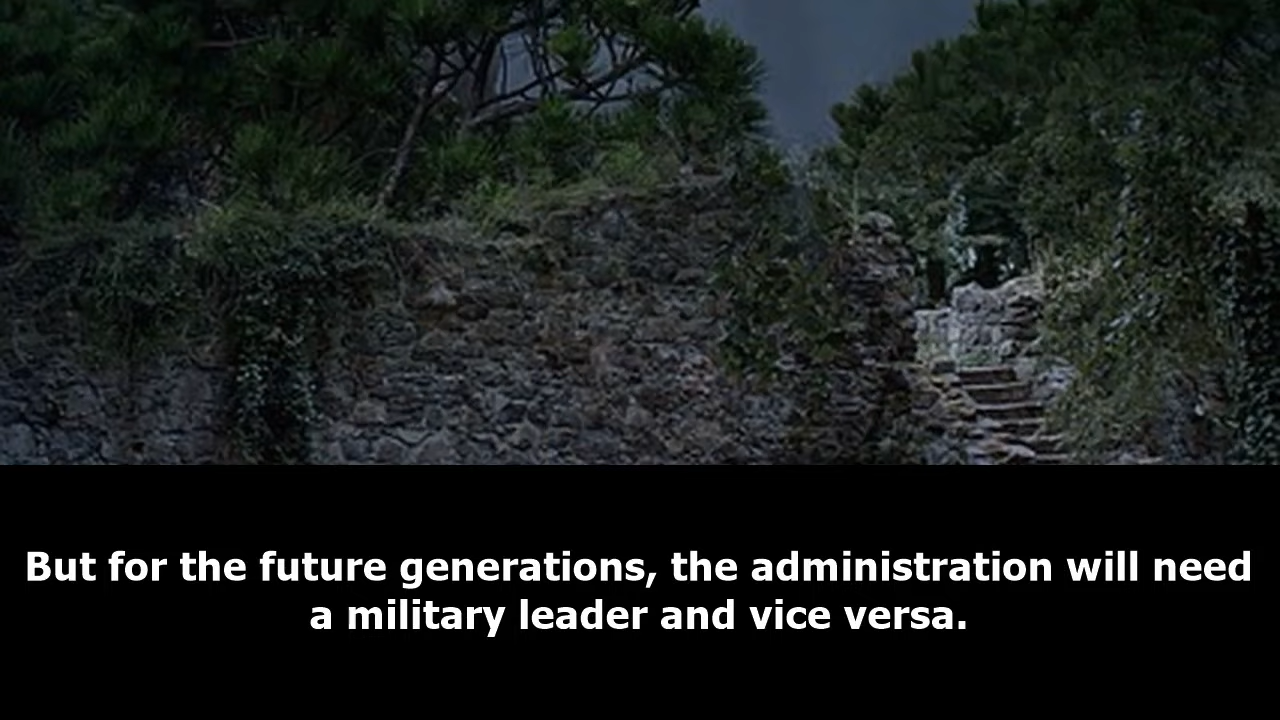 But for the future generations, the administration will need
a military leader and vice versa.